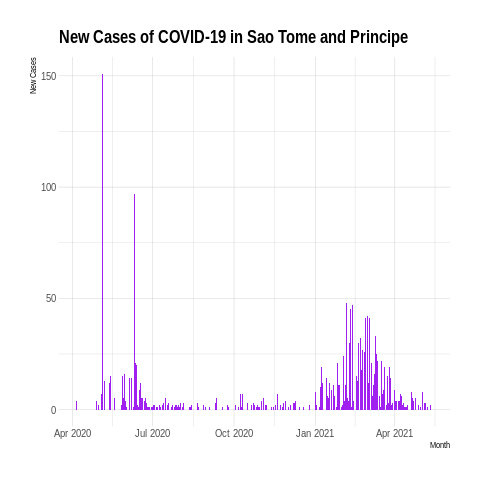 New Cases of COVID-19 in Sao Tome and Principe
New Cases
150
100
50
0
Apr 2020 Jul 2020 Oct 2020 Jan 2021 Apr 2021
Month